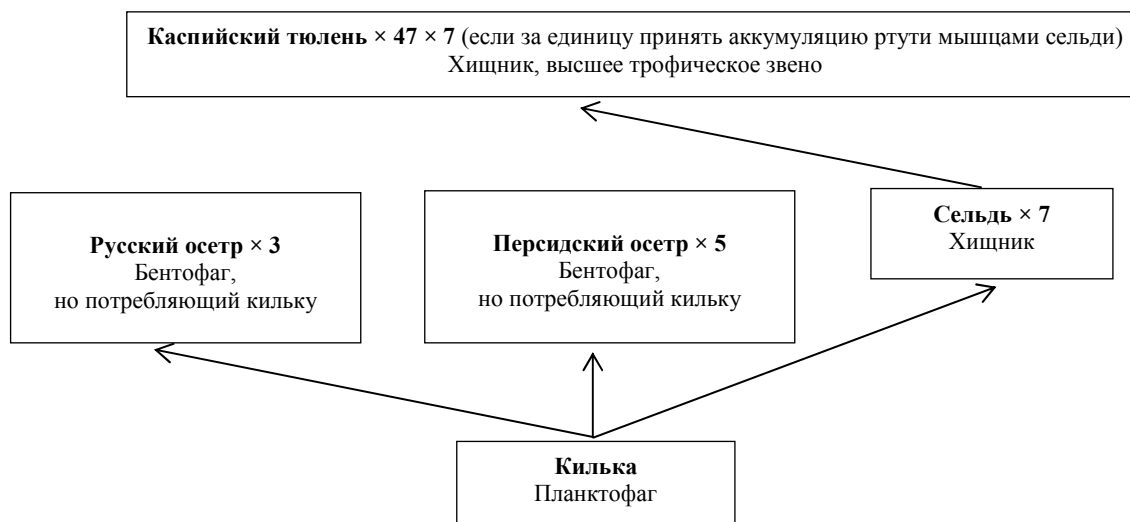 Каспийский тюлень × 47 × 7 (если за единицу принять аккумуляцию ртути мышцами сельди)
Хищник, высшее трофическое звено
Русский осетр × 3
Бентофаг,
но потребляющий кильку
Персидский осетр × 5
Бентофаг,
но потребляющий кильку
Сельдь × 7
Хищник
Килька
Планктофаг